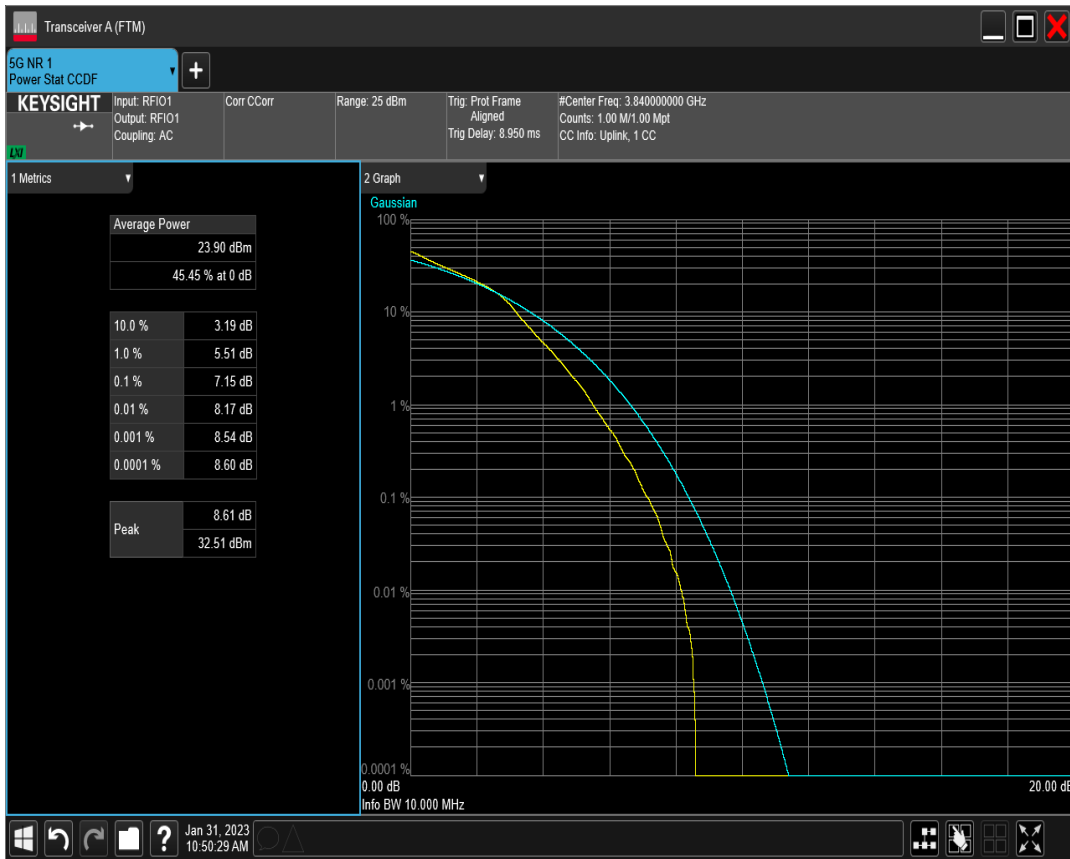 Transceiver A (FTM)
5G NR 1
Power Stat CCDF
+
KEYSIGHT
LXI
Input: RFIO1
Output: RFIO1
Coupling: AC
Corr CCorr
Range: 25 dBm
Trig: Prot Frame
Aligned
Trig Delay: 8.950 ms
#Center Freq: 3.840000000 GHz
Counts: 1.00 M/1.00 Mpt
CC Info: Uplink, 1 CC
1 Metrics
Average Power
23.90 dBm
45.45 % at 0 dB
10.0 % 3.19 dB
1.0 % 5.51 dB
0.1 % 7.15 dB
0.01 % 8.17 dB
0.001 % 8.54 dB
0.0001 % 8.60 dB
Peak 8.61 dB
32.51 dBm
2 Graph
Gaussian
100 %
10 %
1 %
0.1 %
0.01 %
0.001 %
0.0001 %
0.00 dB 20.00 dB
Info BW 10.000 MHz
?
Jan 31, 2023
10:50:29 AM